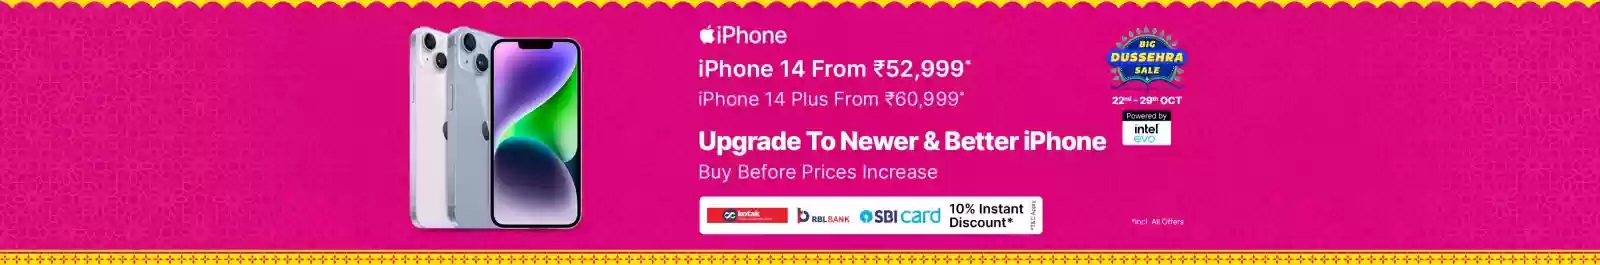 iPhone
iPhone 14 From ₹52,999*
iPhone 14 Plus From ₹60,999*
Upgrade To Newer & Better iPhone
Buy Before Prices Increase
kotak
RBL BANK
SBI card
10% Instant
Discount*
*T&C Apply
BIG
DUSSEHRA
SALE
22nd - 29th OCT
Powered by
intel
evo
*Incl. All Offers